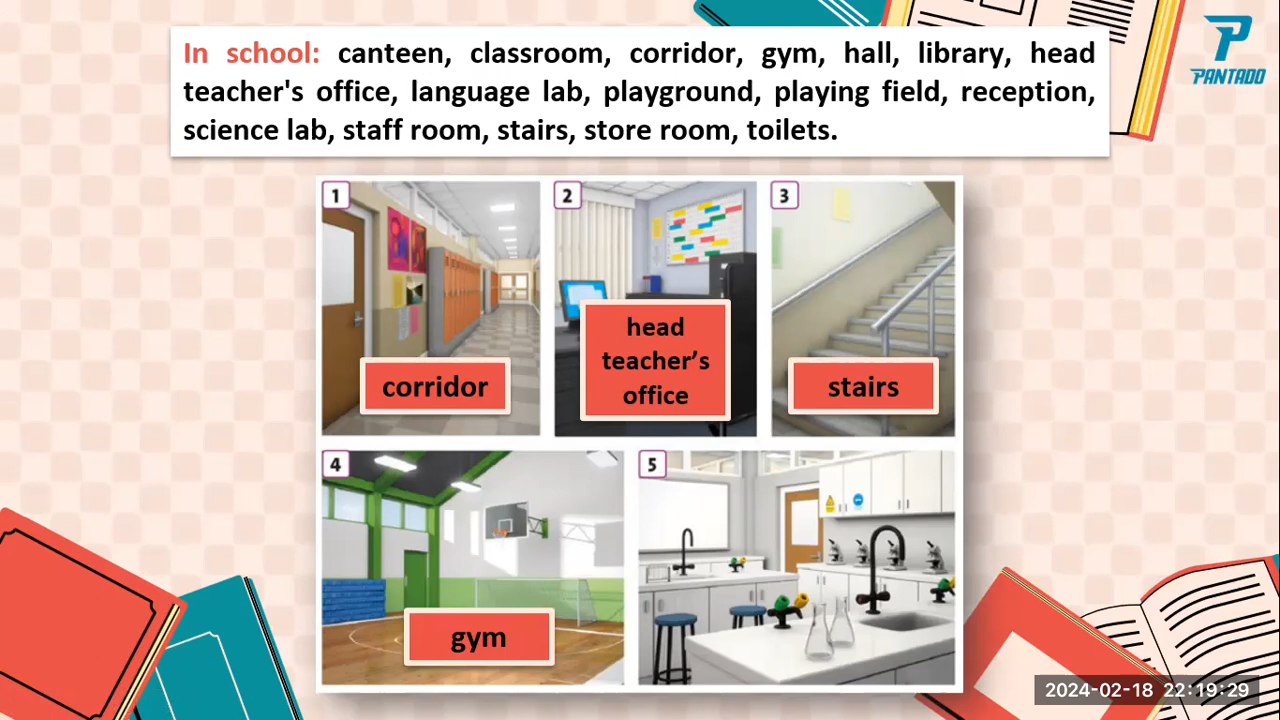 In school: canteen, classroom, corridor, gym, hall, library, head
teacher's office, language lab, playground, playing field, reception,
science lab, staff room, stairs, store room, toilets.
PANTADO
1
2
3
head
teacher’s
office
corridor
stairs
4
5
gym
2024-02-18 22:19:29